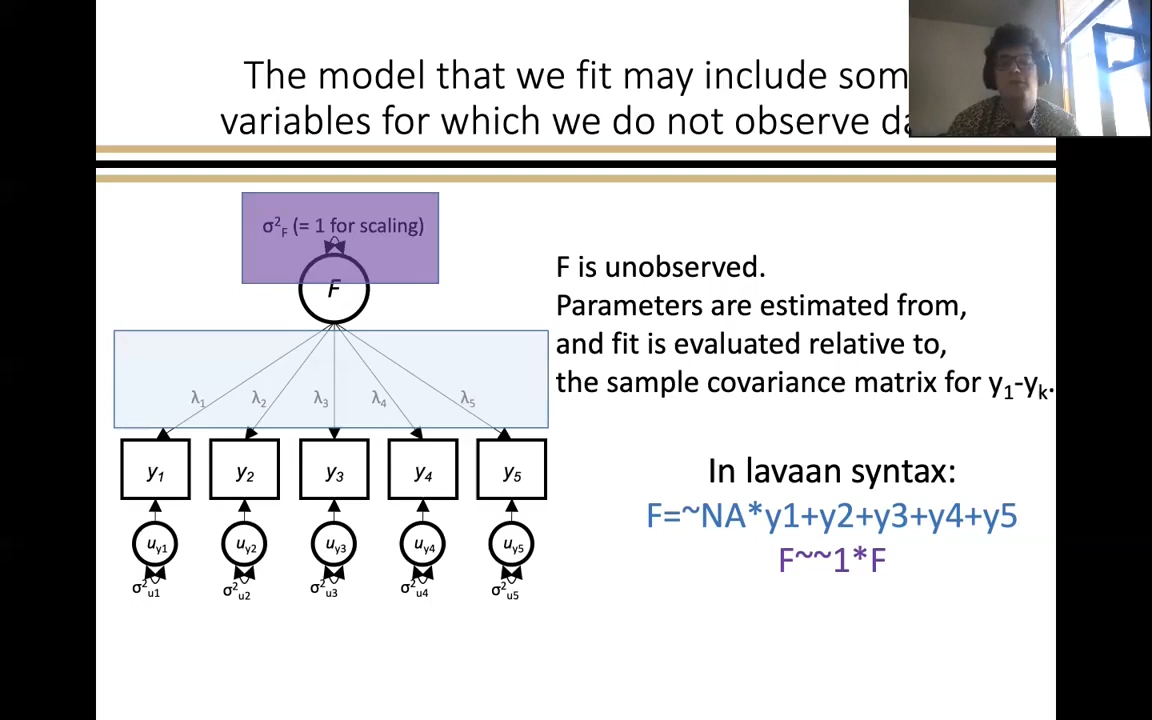 The model that we fit may include som
variables for which we do not observe da
σ²F (= 1 for scaling)
F
F is unobserved.
Parameters are estimated from,
and fit is evaluated relative to,
the sample covariance matrix for y1-yk.
λ1 λ2 λ3 λ4 λ5
y1 y2 y3 y4 y5
In lavaan syntax:
F=~NA*y1+y2+y3+y4+y5
F~~1*F
uy1 uy2 uy3 uy4 uy5
σ²u1 σ²u2 σ²u3 σ²u4 σ²u5